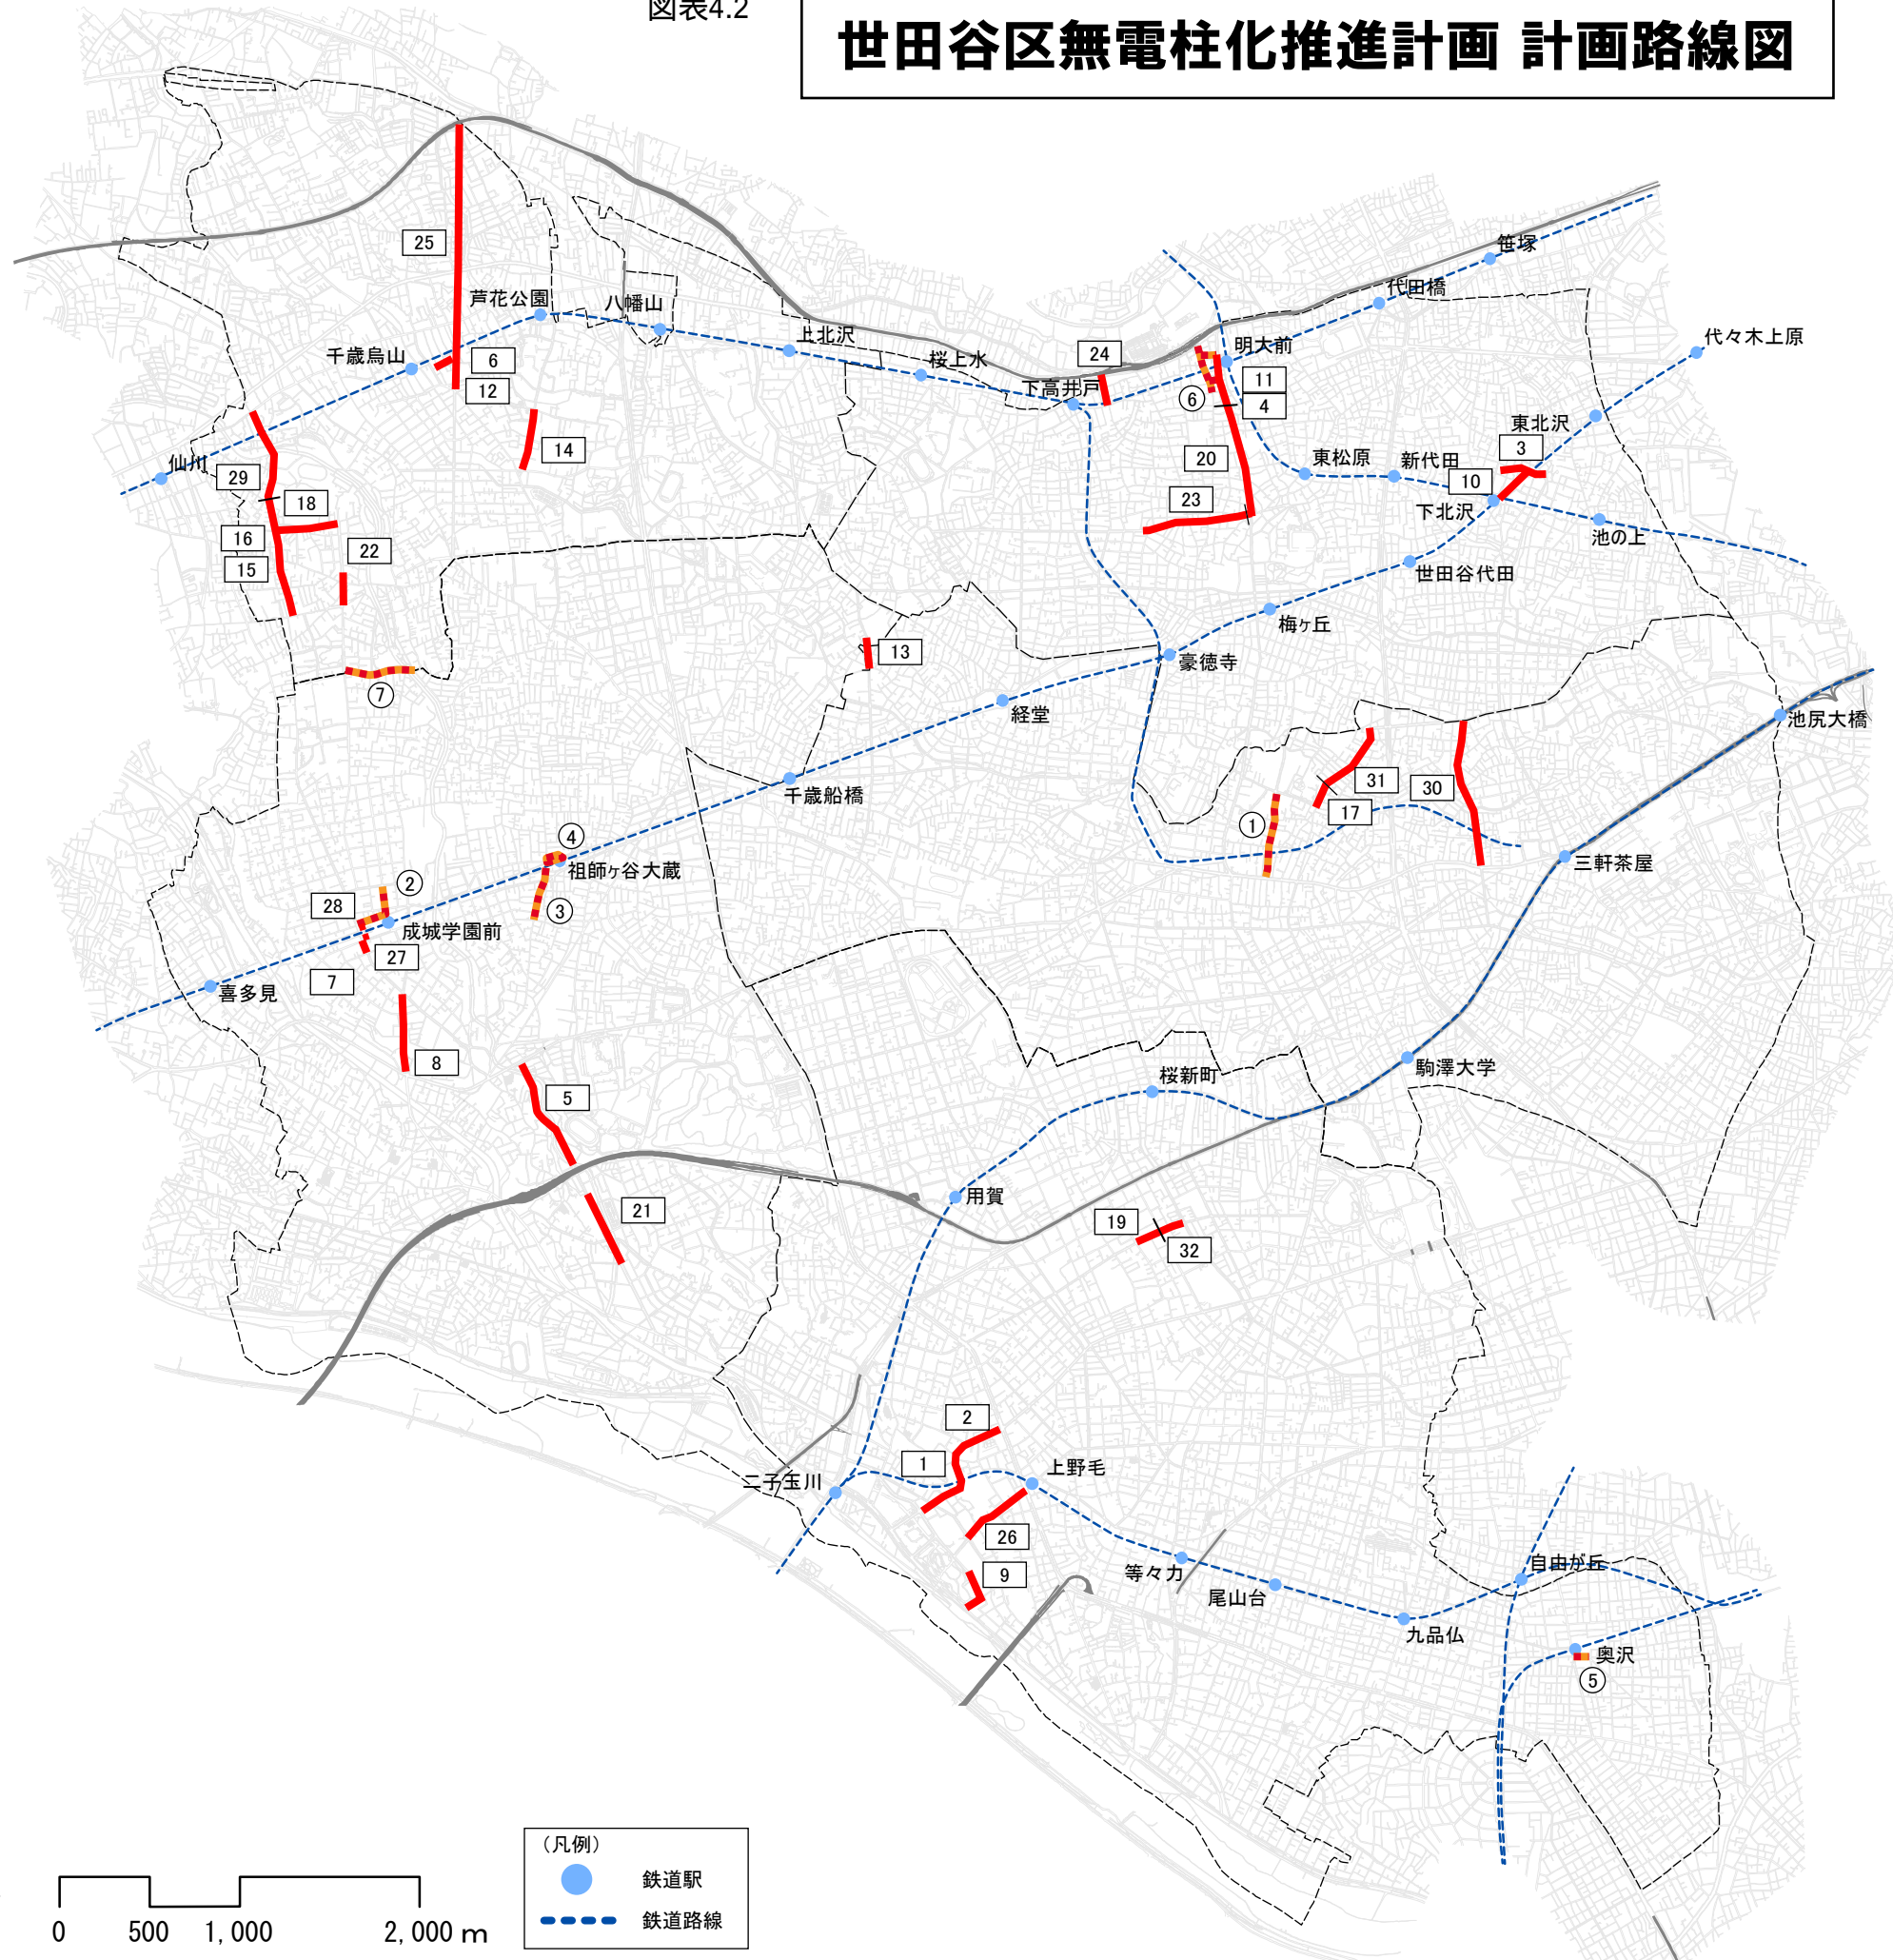 図表4.2
世田谷区無電柱化推進計画 計画路線図
笹塚
25
代田橋
芦花公園
八幡山
代々木上原
上北沢
明大前
千歳烏山
6
24
桜上水
11
下高井戸
12
⑥
4
東北沢
14
3
20
東松原
新代田
仙川
29
10
18
23
下北沢
16
22
池の上
15
世田谷代田
梅ヶ丘
13
豪徳寺
⑦
経堂
池尻大橋
31
30
千歳船橋
17
①
④
祖師ヶ谷大蔵
三軒茶屋
②
28
③
成城学園前
27
7
喜多見
8
駒澤大学
桜新町
5
用賀
21
19
32
2
1
上野毛
二子玉川
26
9
等々力
自由が丘
尾山台
九品仏
奥沢
⑤
(凡例)
鉄道駅
鉄道路線
0 500 1,000 2,000 m